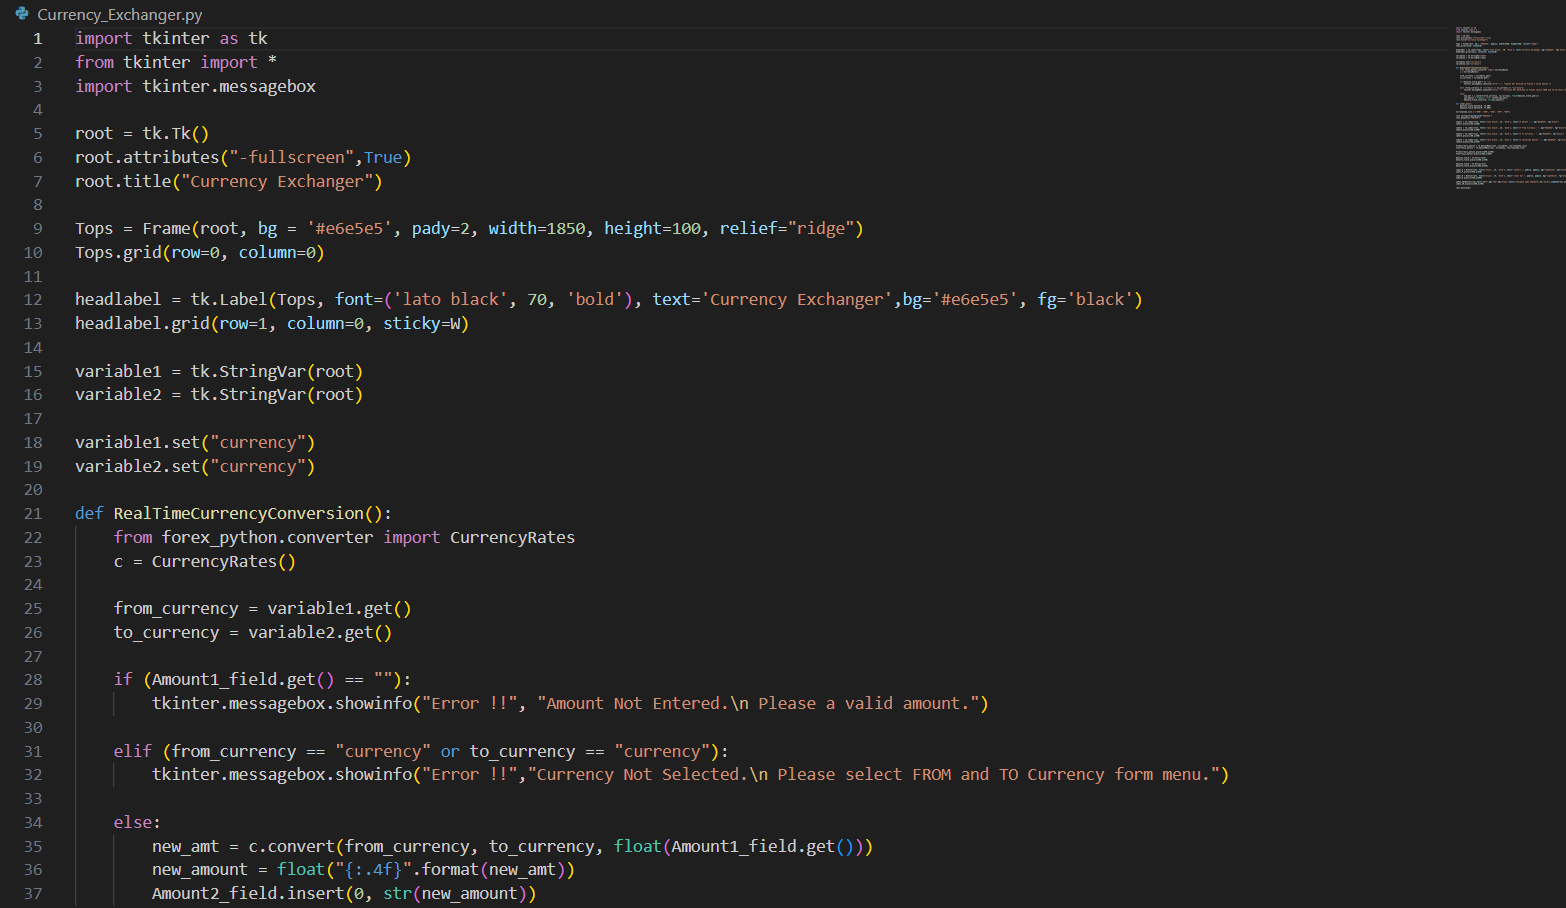 Currency_Exchanger.py
1 import tkinter as tk
2 from tkinter import *
3 import tkinter.messagebox
4
5 root = tk.Tk()
6 root.attributes("-fullscreen",True)
7 root.title("Currency Exchanger")
8
9 Tops = Frame(root, bg = '#e6e5e5', pady=2, width=1850, height=100, relief="ridge")
10 Tops.grid(row=0, column=0)
11
12 headlabel = tk.Label(Tops, font=('lato black', 70, 'bold'), text='Currency Exchanger',bg='#e6e5e5', fg='black')
13 headlabel.grid(row=1, column=0, sticky=W)
14
15 variable1 = tk.StringVar(root)
16 variable2 = tk.StringVar(root)
17
18 variable1.set("currency")
19 variable2.set("currency")
20
21 def RealTimeCurrencyConversion():
22     from forex_python.converter import CurrencyRates
23     c = CurrencyRates()
24
25     from_currency = variable1.get()
26     to_currency = variable2.get()
27
28     if (Amount1_field.get() == ""):
29         tkinter.messagebox.showinfo("Error !!", "Amount Not Entered.\n Please a valid amount.")
30
31     elif (from_currency == "currency" or to_currency == "currency"):
32         tkinter.messagebox.showinfo("Error !!","Currency Not Selected.\n Please select FROM and TO Currency form menu.")
33
34     else:
35         new_amt = c.convert(from_currency, to_currency, float(Amount1_field.get()))
36         new_amount = float("{:.4f}".format(new_amt))
37         Amount2_field.insert(0, str(new_amount))